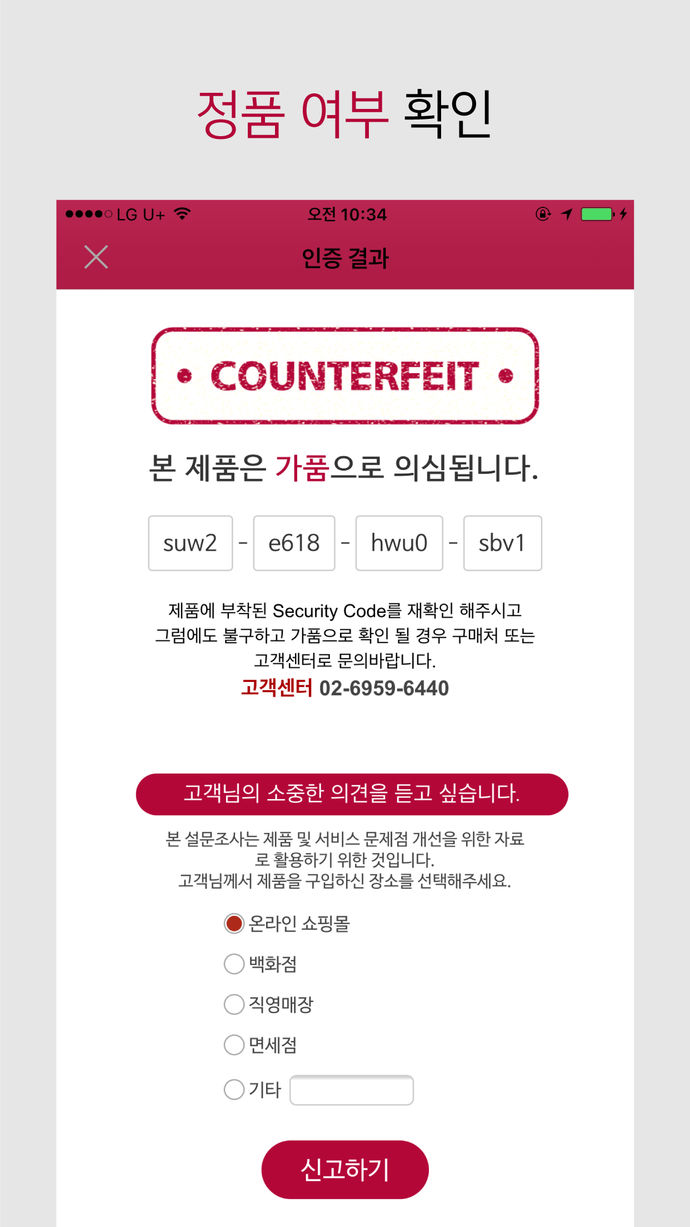 정품 여부 확인
LG U+ 오전 10:34
인증 결과
COUNTERFEIT
본 제품은 가품으로 의심됩니다.
suw2 - e618 - hwu0 - sbv1
제품에 부착된 Security Code를 재확인 해주시고
그럼에도 불구하고 가품으로 확인 될 경우 구매처 또는
고객센터로 문의바랍니다.
고객센터 02-6959-6440
고객님의 소중한 의견을 듣고 싶습니다.
본 설문조사는 제품 및 서비스 문제점 개선을 위한 자료
로 활용하기 위한 것입니다.
고객님께서 제품을 구입하신 장소를 선택해주세요.
온라인 쇼핑몰
백화점
직영매장
면세점
기타
신고하기